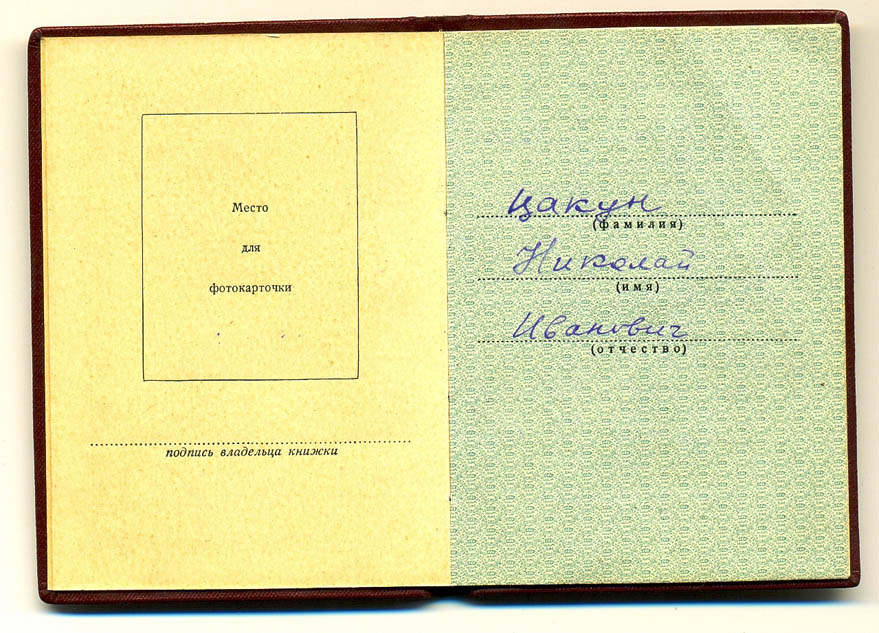 Место
для
фотокарточки
подпись владельца книжки
Цакун
(фамилия)
Николай
(имя)
Иванович
(отчество)